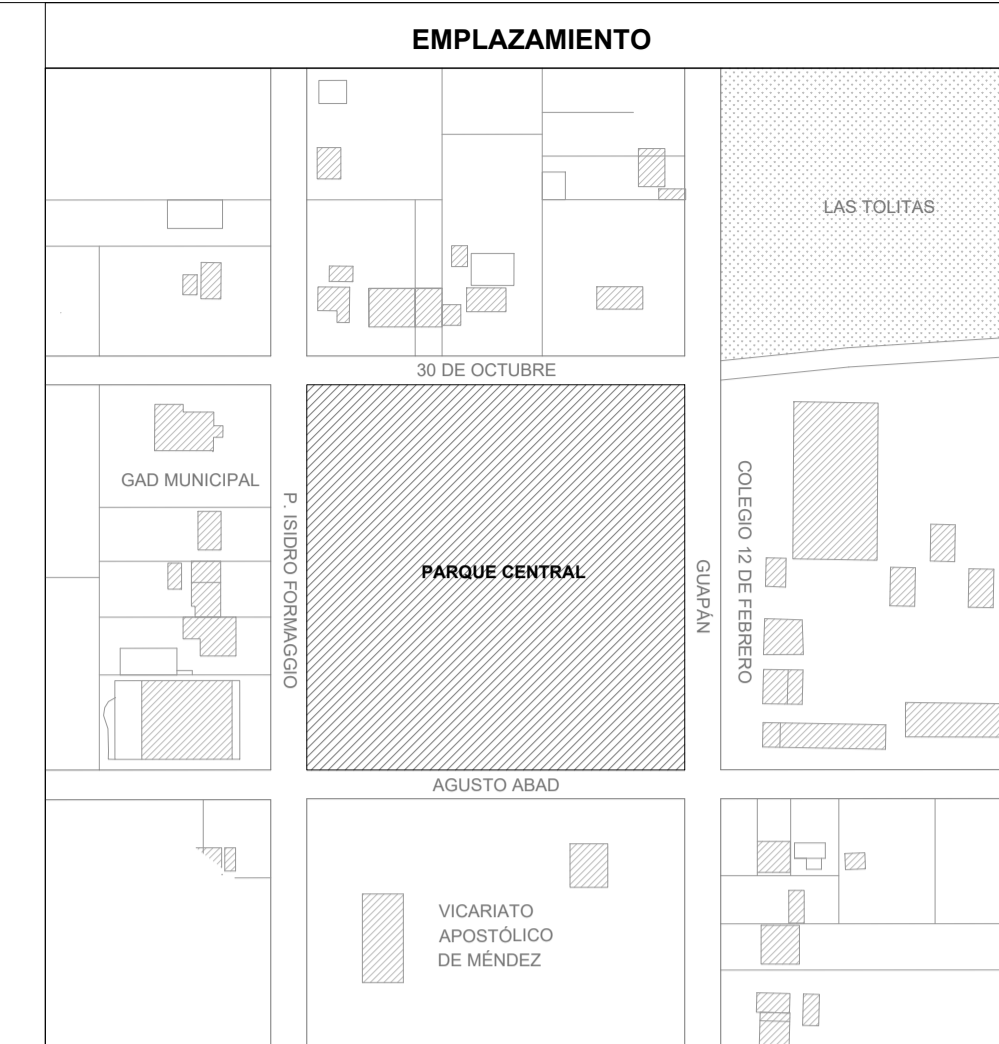 EMPLAZAMIENTO
LAS TOLITAS
30 DE OCTUBRE
GAD MUNICIPAL
P. ISIDRO FORMAGGIO
PARQUE CENTRAL
GUAPÁN
COLEGIO 12 DE FEBRERO
AGUSTO ABAD
VICARIATO
APOSTÓLICO
DE MÉNDEZ